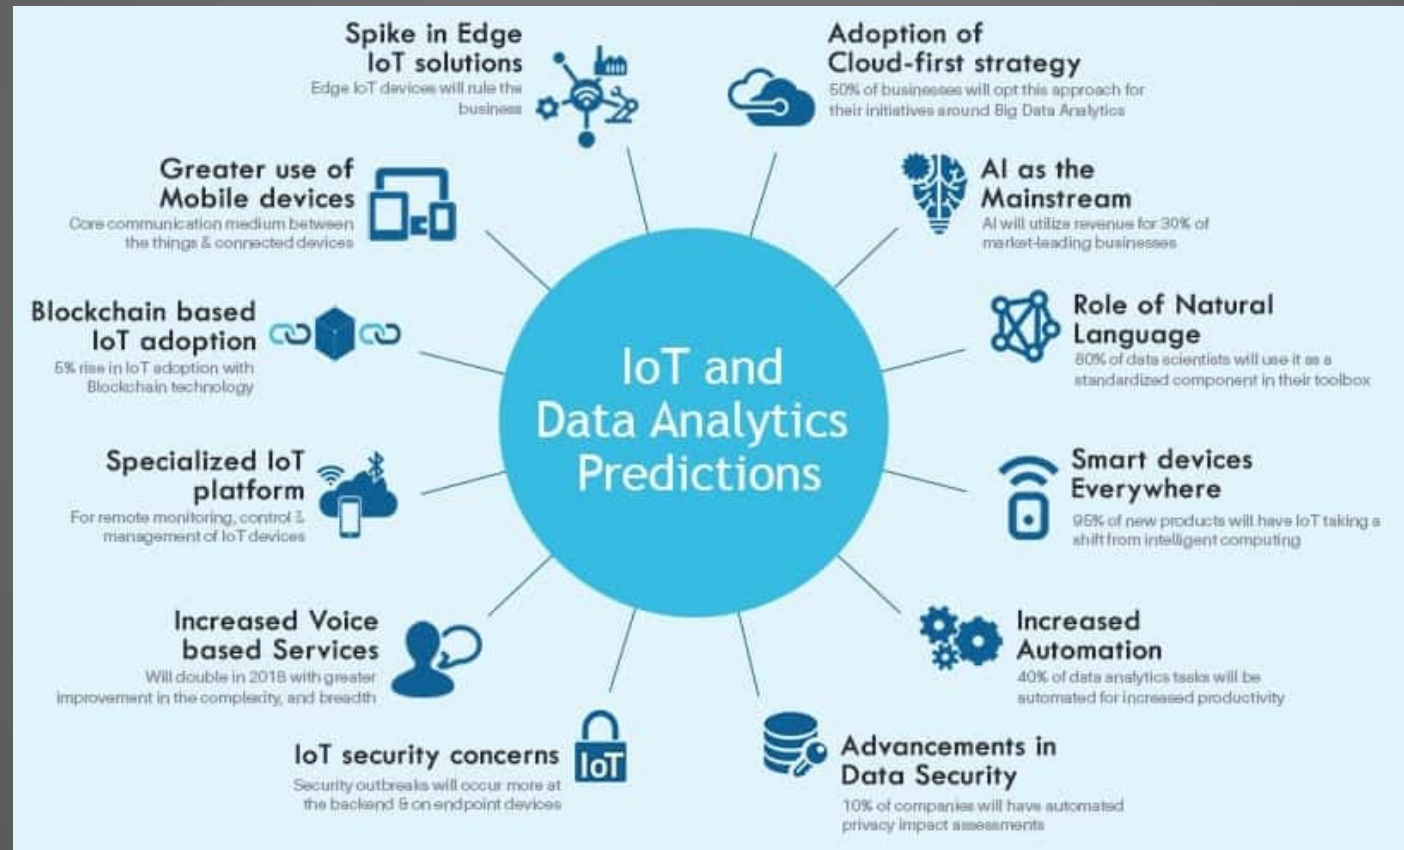 Spike in Edge
IoT solutions
Edge IoT devices will rule the
business
Adoption of
Cloud-first strategy
50% of businesses will opt this approach for
their initiatives around Big Data Analytics
Greater use of
Mobile devices
Core communication medium between
the things & connected devices
AI as the
Mainstream
AI will utilize revenue for 30% of
market-leading businesses
Blockchain based
IoT adoption
5% rise in IoT adoption with
Blockchain technology
Role of Natural
Language
80% of data scientists will use it as a
standardized component in their toolbox
IoT and
Data Analytics
Predictions
Specialized IoT
platform
For remote monitoring, control &
management of IoT devices
Smart devices
Everywhere
95% of new products will have IoT taking a
shift from intelligent computing
Increased Voice
based Services
Will double in 2018 with greater
improvement in the complexity, and breadth
Increased
Automation
40% of data analytics tasks will be
automated for increased productivity
IoT security concerns
Security outbreaks will occur more at
the backend & on endpoint devices
IoT
Advancements in
Data Security
10% of companies will have automated
privacy impact assessments